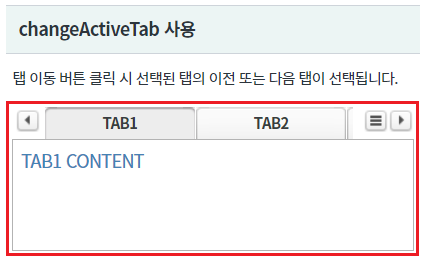 changeActiveTab 사용
탭 이동 버튼 클릭 시 선택된 탭의 이전 또는 다음 탭이 선택됩니다.
TAB1 TAB2
TAB1 CONTENT